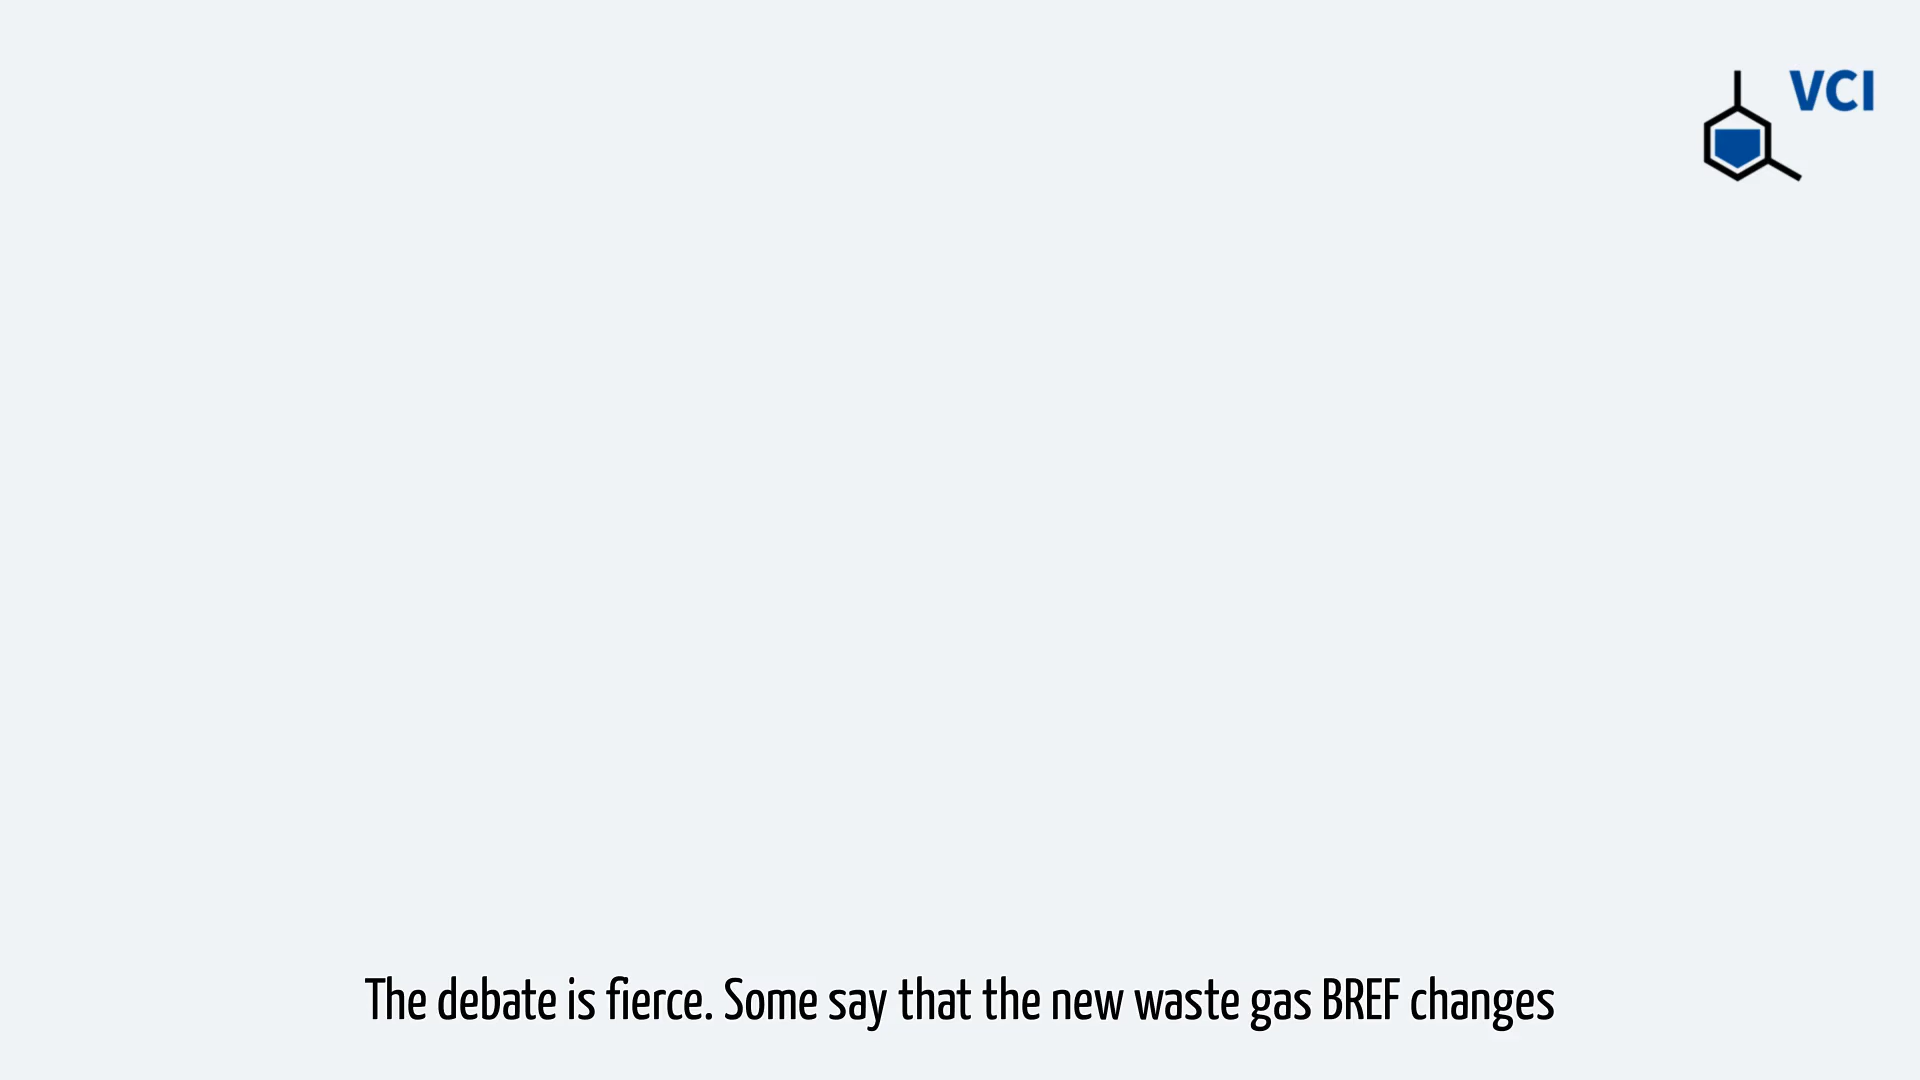 VCI
The debate is fierce. Some say that the new waste gas BREF changes